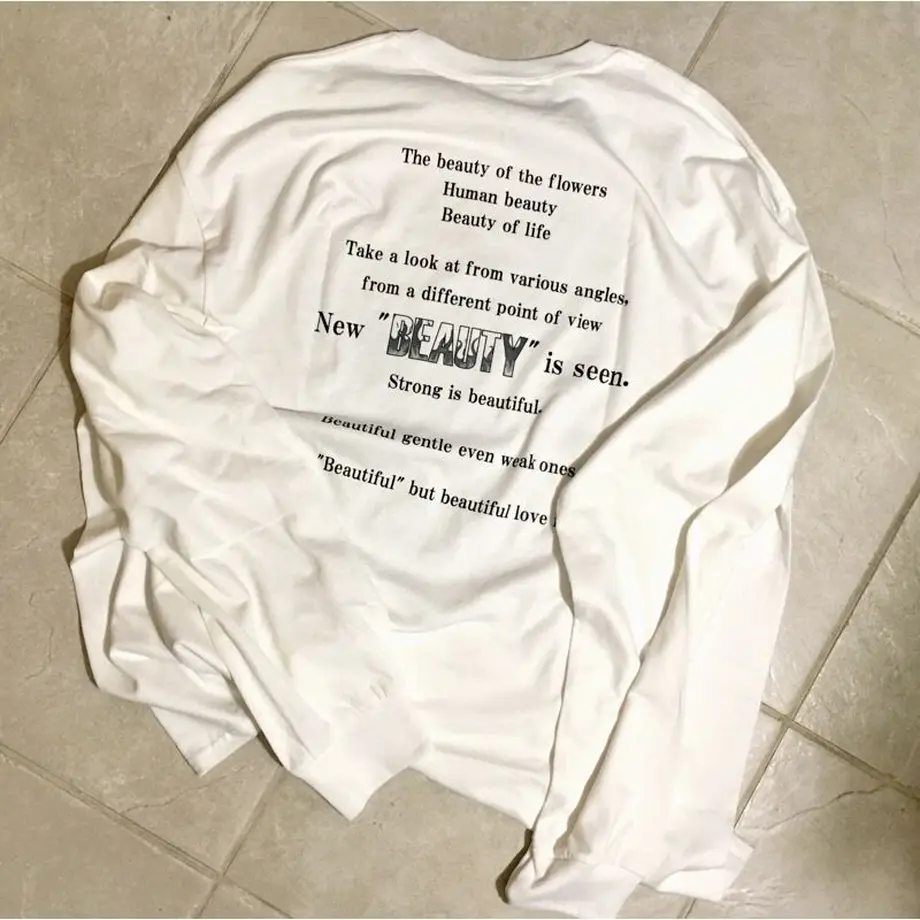 The beauty of the flowers
Human beauty
Beauty of life
Take a look at from various angles,
from a different point of view
New "BEAUTY" is seen.
Strong is beautiful.
Beautiful gentle even weak ones
"Beautiful" but beautiful love